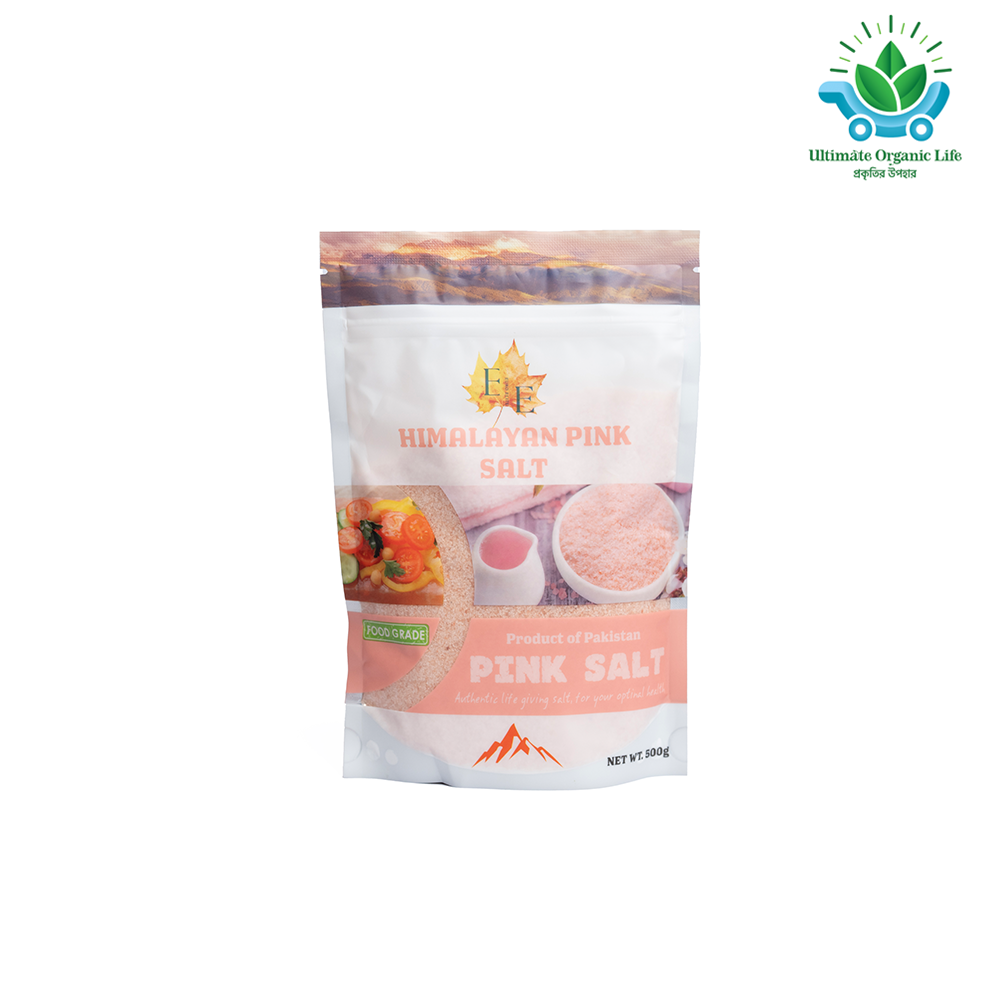 Ultimate Organic Life
প্রকৃতির উপহার
E
E
HIMALAYAN PINK
SALT
FOOD GRADE
Product of Pakistan
PINK SALT
Authentic life giving salt, for your optimal health.
NET WT. 500g